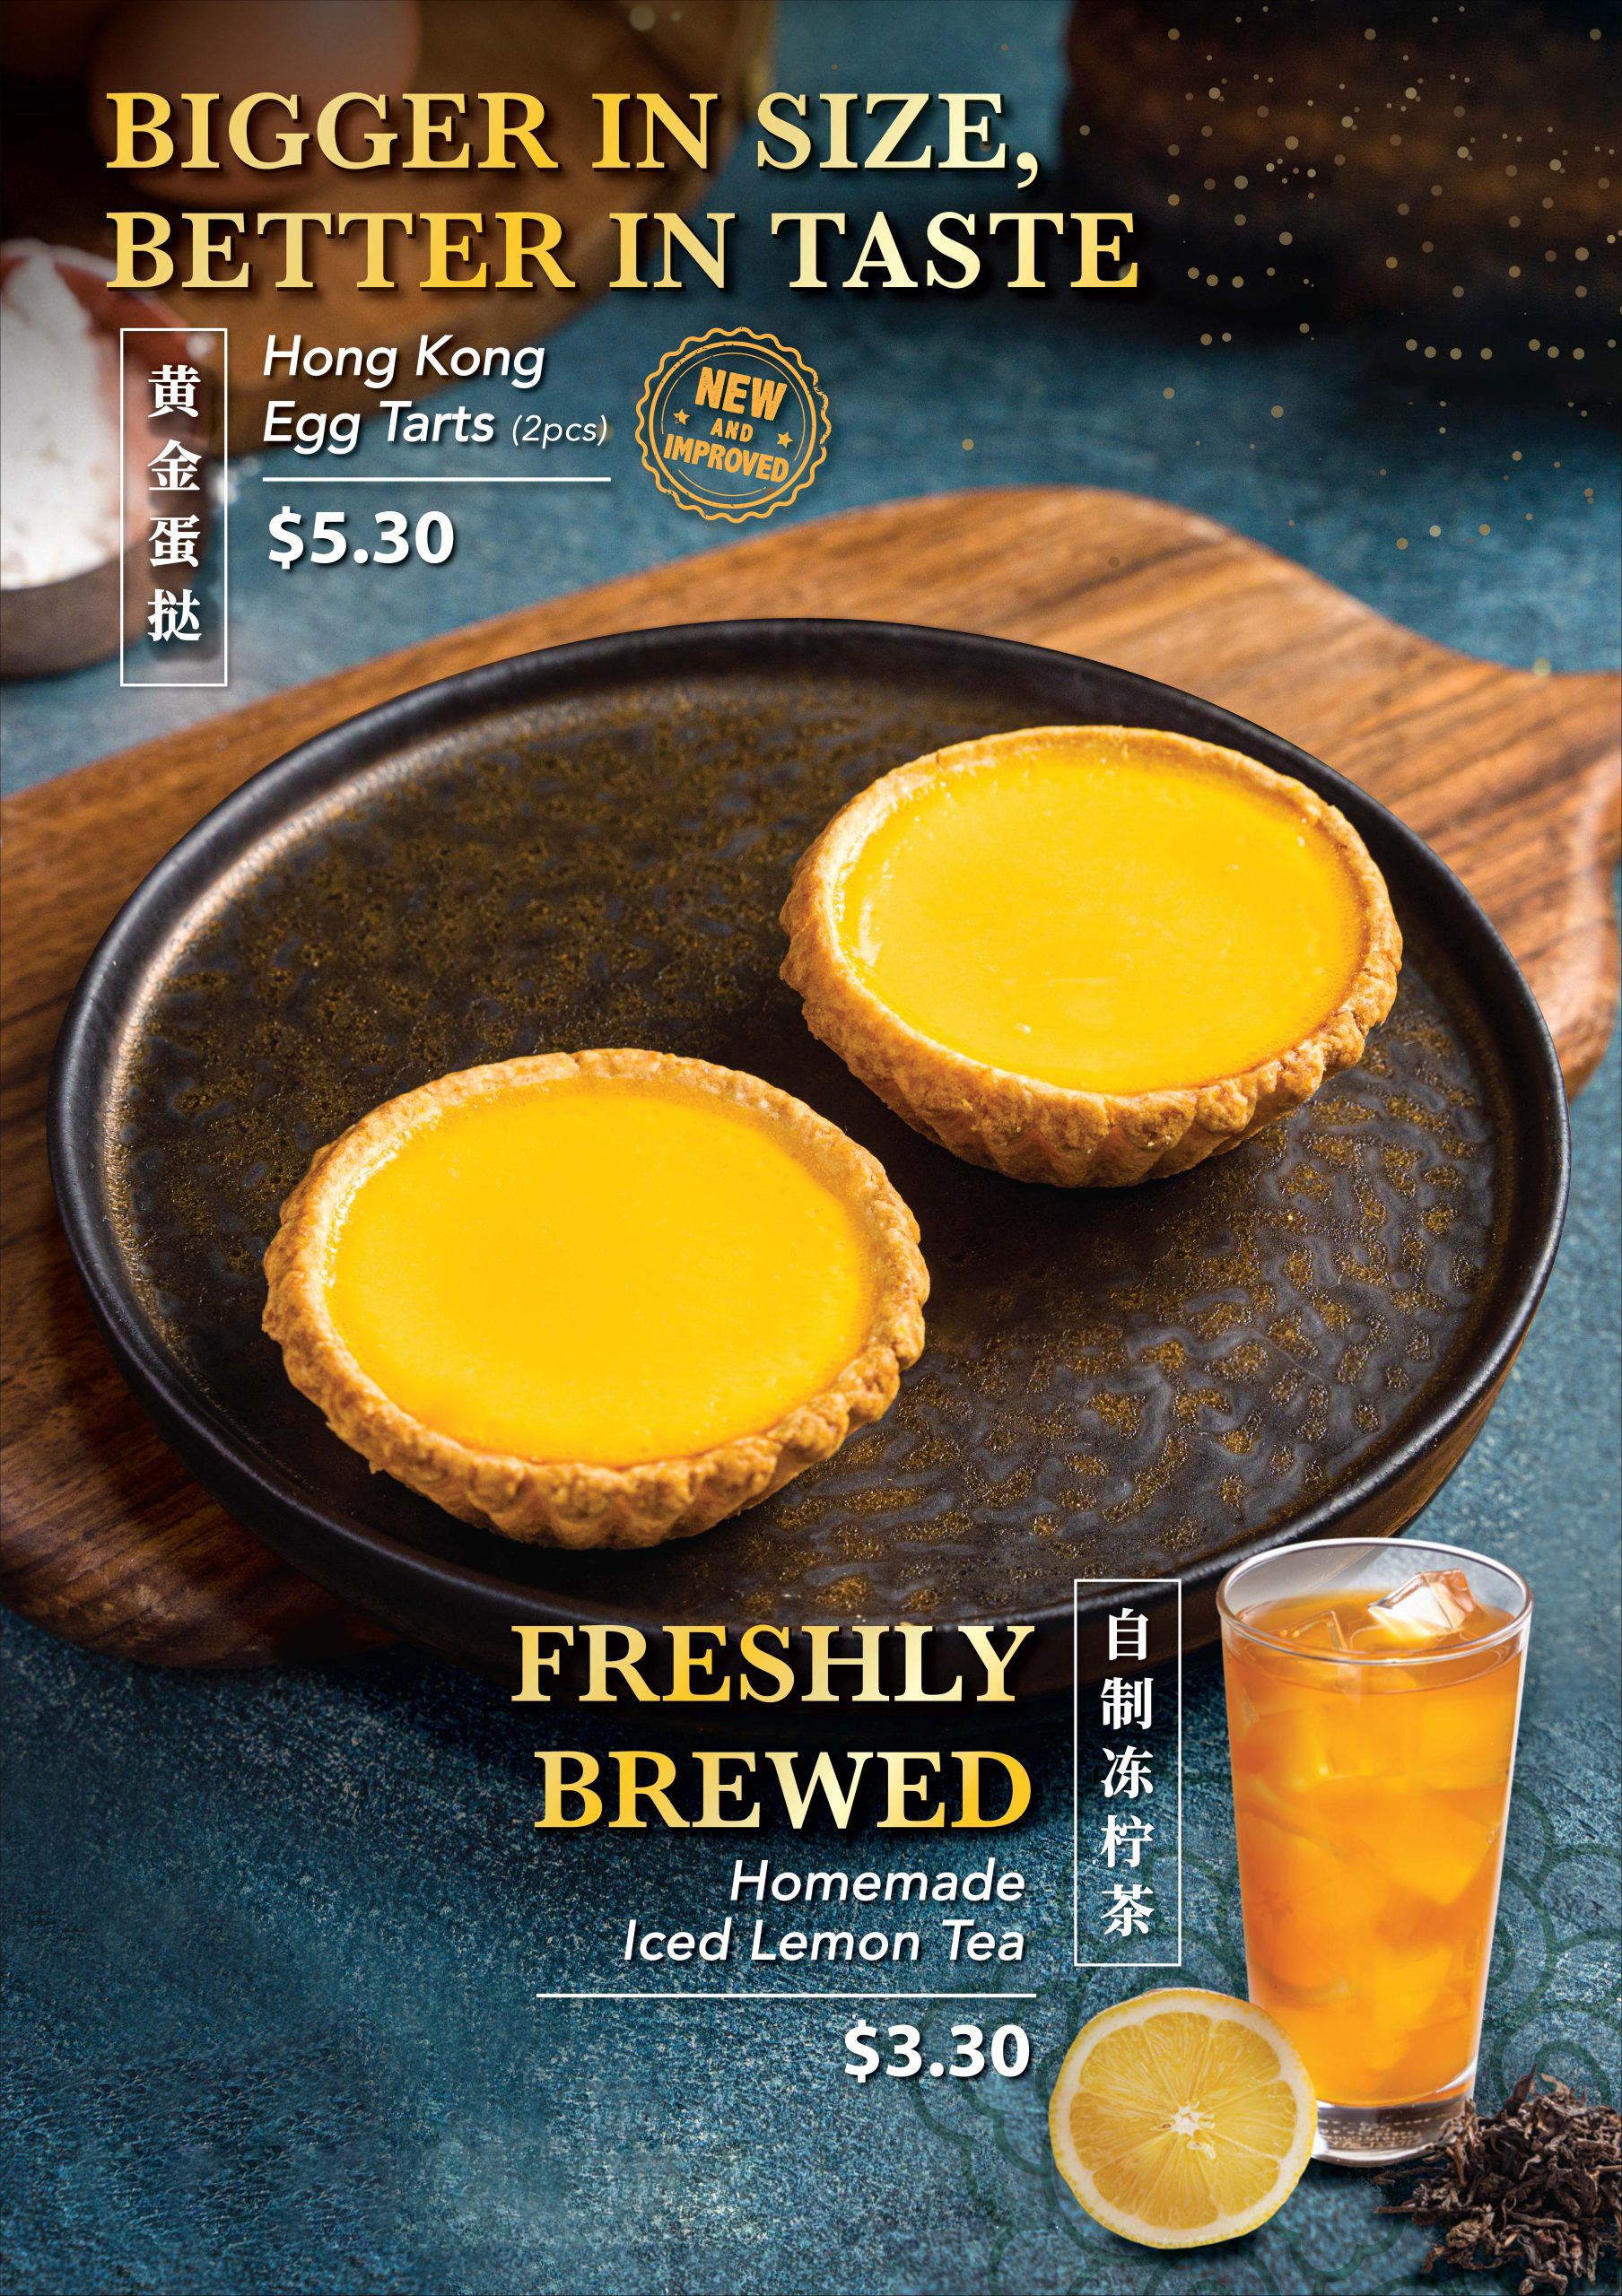 BIGGER IN SIZE,
BETTER IN TASTE
黄金蛋挞
Hong Kong
Egg Tarts (2pcs)
$5.30
NEW
AND
IMPROVED
FRESHLY
BREWED
Homemade
Iced Lemon Tea
$3.30
自制冻柠茶